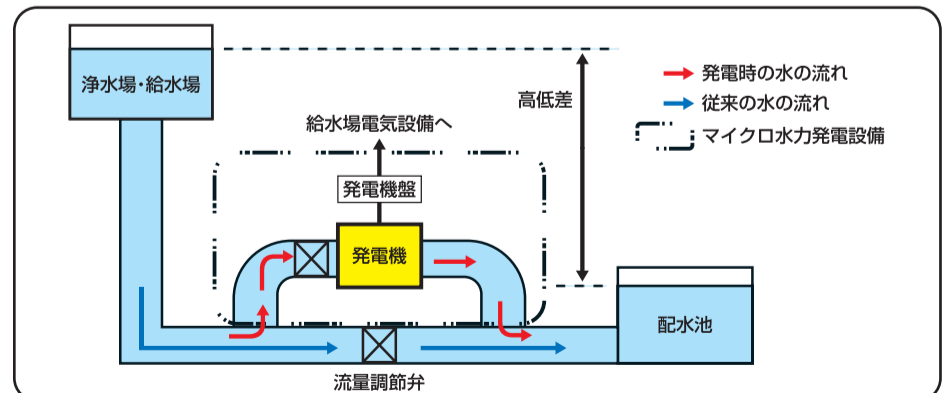 浄水場・給水場
高低差
発電時の水の流れ
従来の水の流れ
マイクロ水力発電設備
給水場電気設備へ
発電機盤
発電機
配水池
流量調節弁